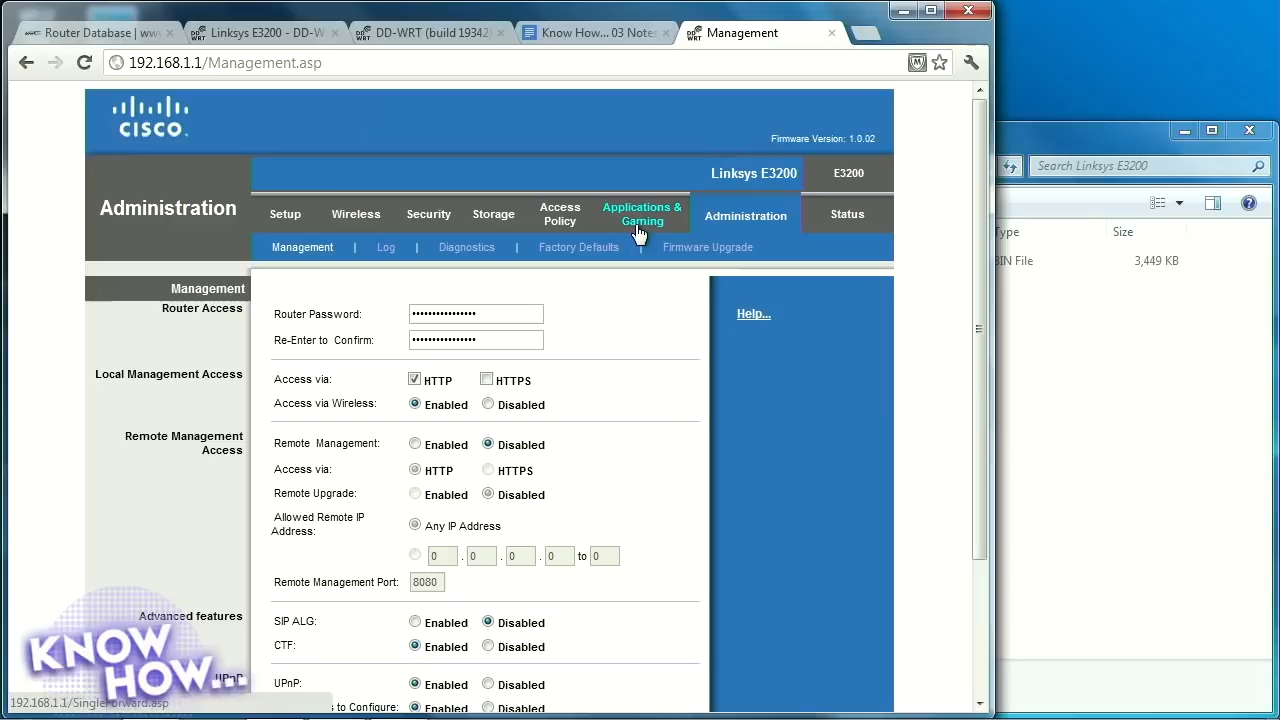 Router Database | ww
Linksys E3200 - DD-W
DD-WRT (build 19342)
Know How... 03 Notes
Management
192.168.1.1/Management.asp
CISCO.
Firmware Version: 1.0.02
Linksys E3200
E3200
Administration
Setup
Wireless
Security
Storage
Access Policy
Applications & Gaming
Administration
Status
Management | Log | Diagnostics | Factory Defaults | Firmware Upgrade
Management
Router Access
Router Password: ••••••••••••••••
Re-Enter to Confirm: ••••••••••••••••
Help...
Local Management Access
Access via: HTTP HTTPS
Access via Wireless: Enabled Disabled
Remote Management Access
Remote Management: Enabled Disabled
Access via: HTTP HTTPS
Remote Upgrade: Enabled Disabled
Allowed Remote IP Address:
Any IP Address
0 . 0 . 0 . 0 to 0
Remote Management Port: 8080
Advanced features
SIP ALG: Enabled Disabled
CTF: Enabled Disabled
UPnP
UPnP: Enabled Disabled
to Configure: Enabled Disabled
KNOW
HOW...
192.168.1.1/SingleForward.asp
Search Linksys E3200
Type
Size
BIN File
3,449 KB